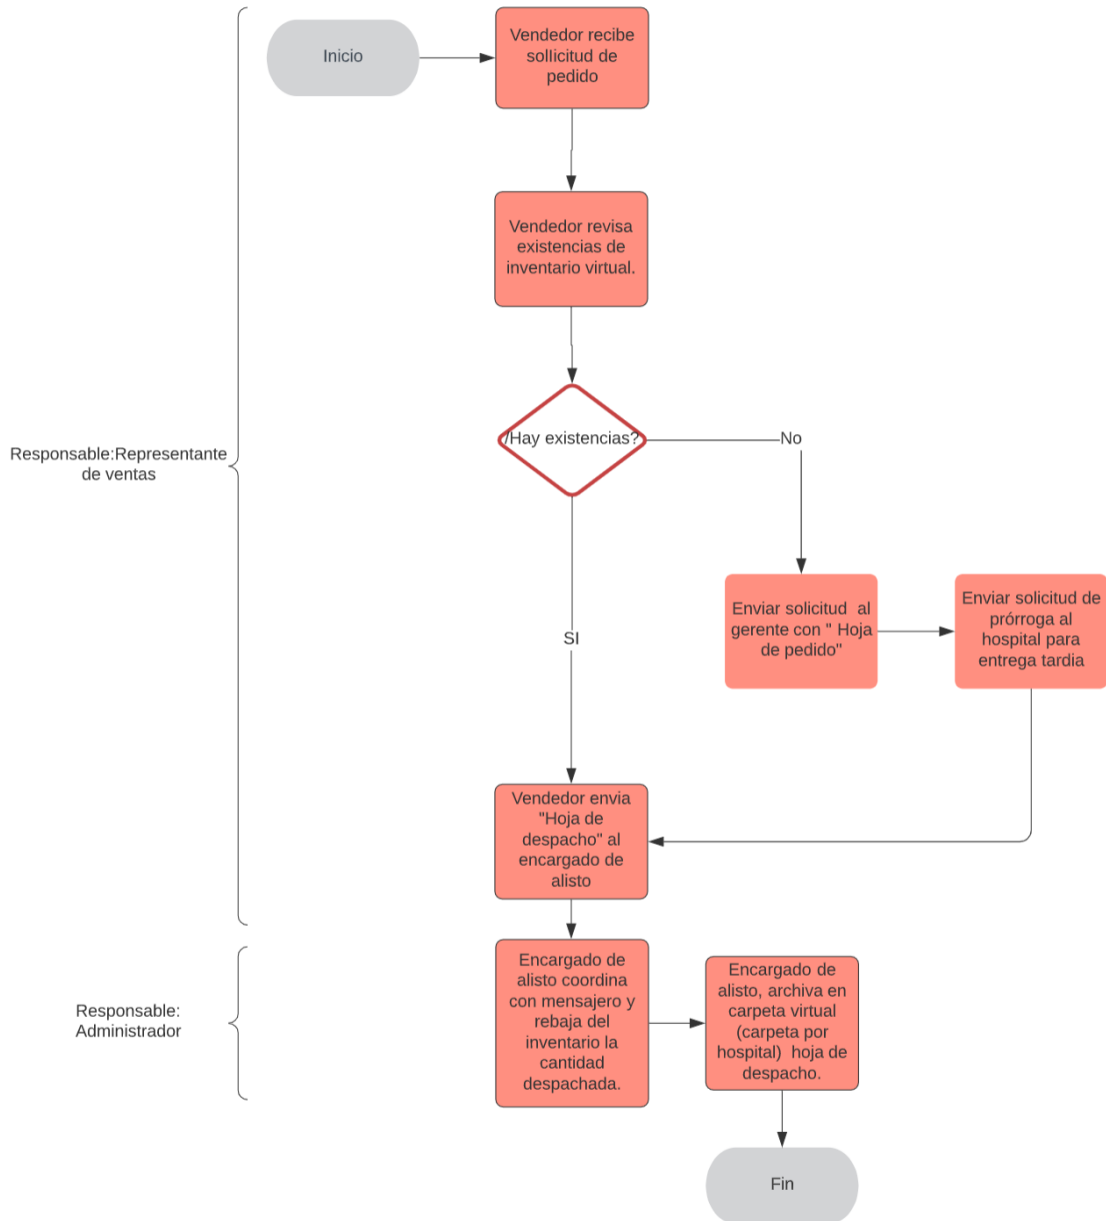 Inicio
Vendedor recibe
sollicitud de
pedido
Vendedor revisa
existencias de
inventario virtual.
/Hay existencias?
No
Responsable:Representante
de ventas
Enviar solicitud  al
gerente con " Hoja
de pedido"
Enviar solicitud de
prórroga al
hospital para
entrega tardia
SI
Vendedor envia
"Hoja de
despacho" al
encargado de
alisto
Responsable:
Administrador
Encargado de
alisto coordina
con mensajero y
rebaja del
inventario la
cantidad
despachada.
Encargado de
alisto, archiva en
carpeta virtual
(carpeta por
hospital)  hoja de
despacho.
Fin